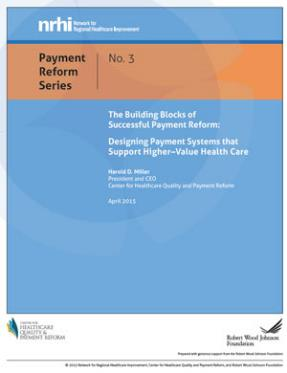 nrhi Network for
Regional Healthcare Improvement
Payment
Reform
Series
No. 3
The Building Blocks of
Successful Payment Reform:
Designing Payment Systems that
Support Higher-Value Health Care
Harold D. Miller
President and CEO
Center for Healthcare Quality and Payment Reform
April 2015
CENTER FOR
HEALTHCARE
QUALITY &
PAYMENT REFORM
Robert Wood Johnson
Foundation
Prepared with generous support from the Robert Wood Johnson Foundation
© 2015 Network for Regional Healthcare Improvement, Center for Healthcare Quality and Payment Reform, and Robert Wood Johnson Foundation